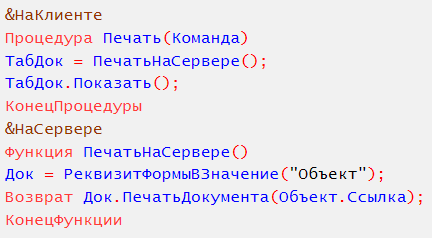 &НаКлиенте
Процедура Печать(Команда)
ТабДок = ПечатьНаСервере();
ТабДок.Показать();
КонецПроцедуры
&НаСервере
Функция ПечатьНаСервере()
Док = РеквизитФормыВЗначение("Объект");
Возврат Док.ПечатьДокумента(Объект.Ссылка);
КонецФункции